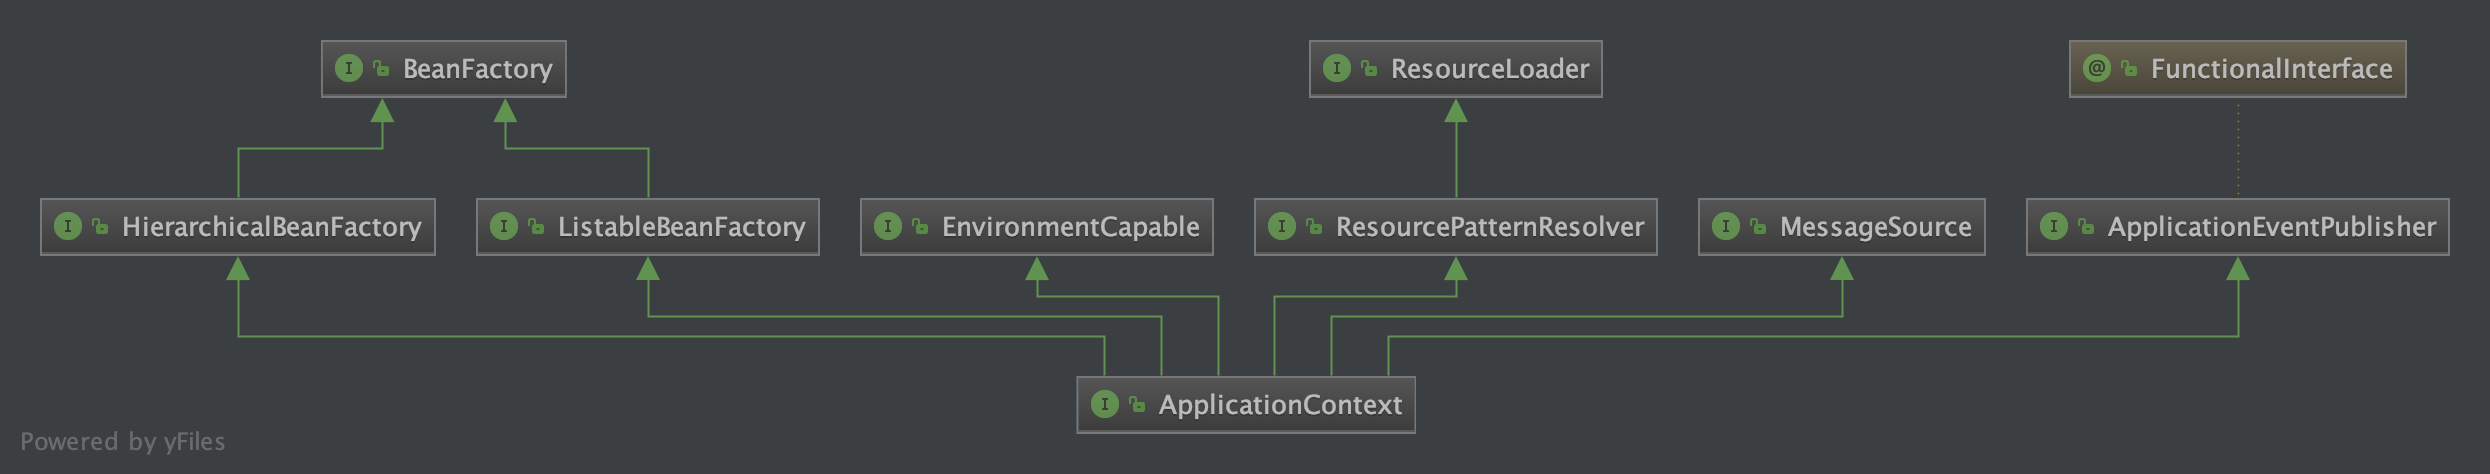 BeanFactory
ResourceLoader
FunctionalInterface
HierarchicalBeanFactory
ListableBeanFactory
EnvironmentCapable
ResourcePatternResolver
MessageSource
ApplicationEventPublisher
ApplicationContext
Powered by yFiles